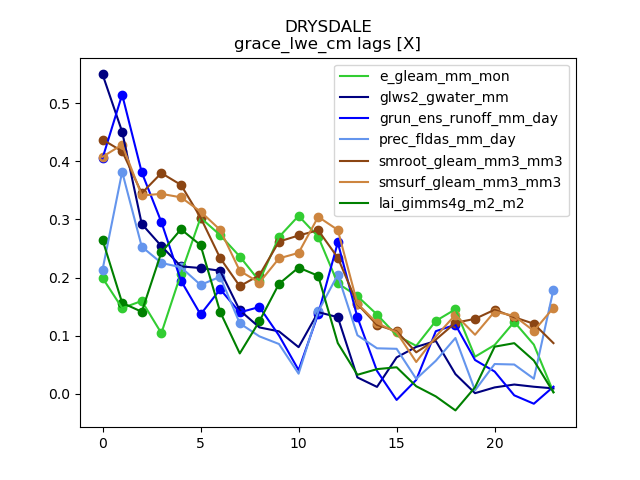 DRYSDALE
grace_lwe_cm lags [X]
e_gleam_mm_mon
glws2_gwater_mm
grun_ens_runoff_mm_day
prec_fldas_mm_day
smroot_gleam_mm3_mm3
smsurf_gleam_mm3_mm3
lai_gimms4g_m2_m2
0.5
0.4
0.3
0.2
0.1
0.0
0 5 10 15 20